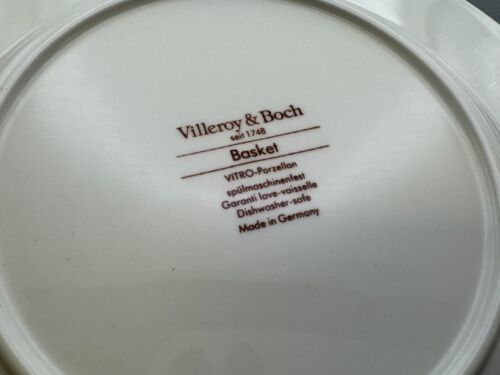 Villeroy & Boch
seit 1748
Basket
VITRO-Porzellan
spülmaschinenfest
Garanti lave-vaisselle
Dishwasher-safe
Made in Germany